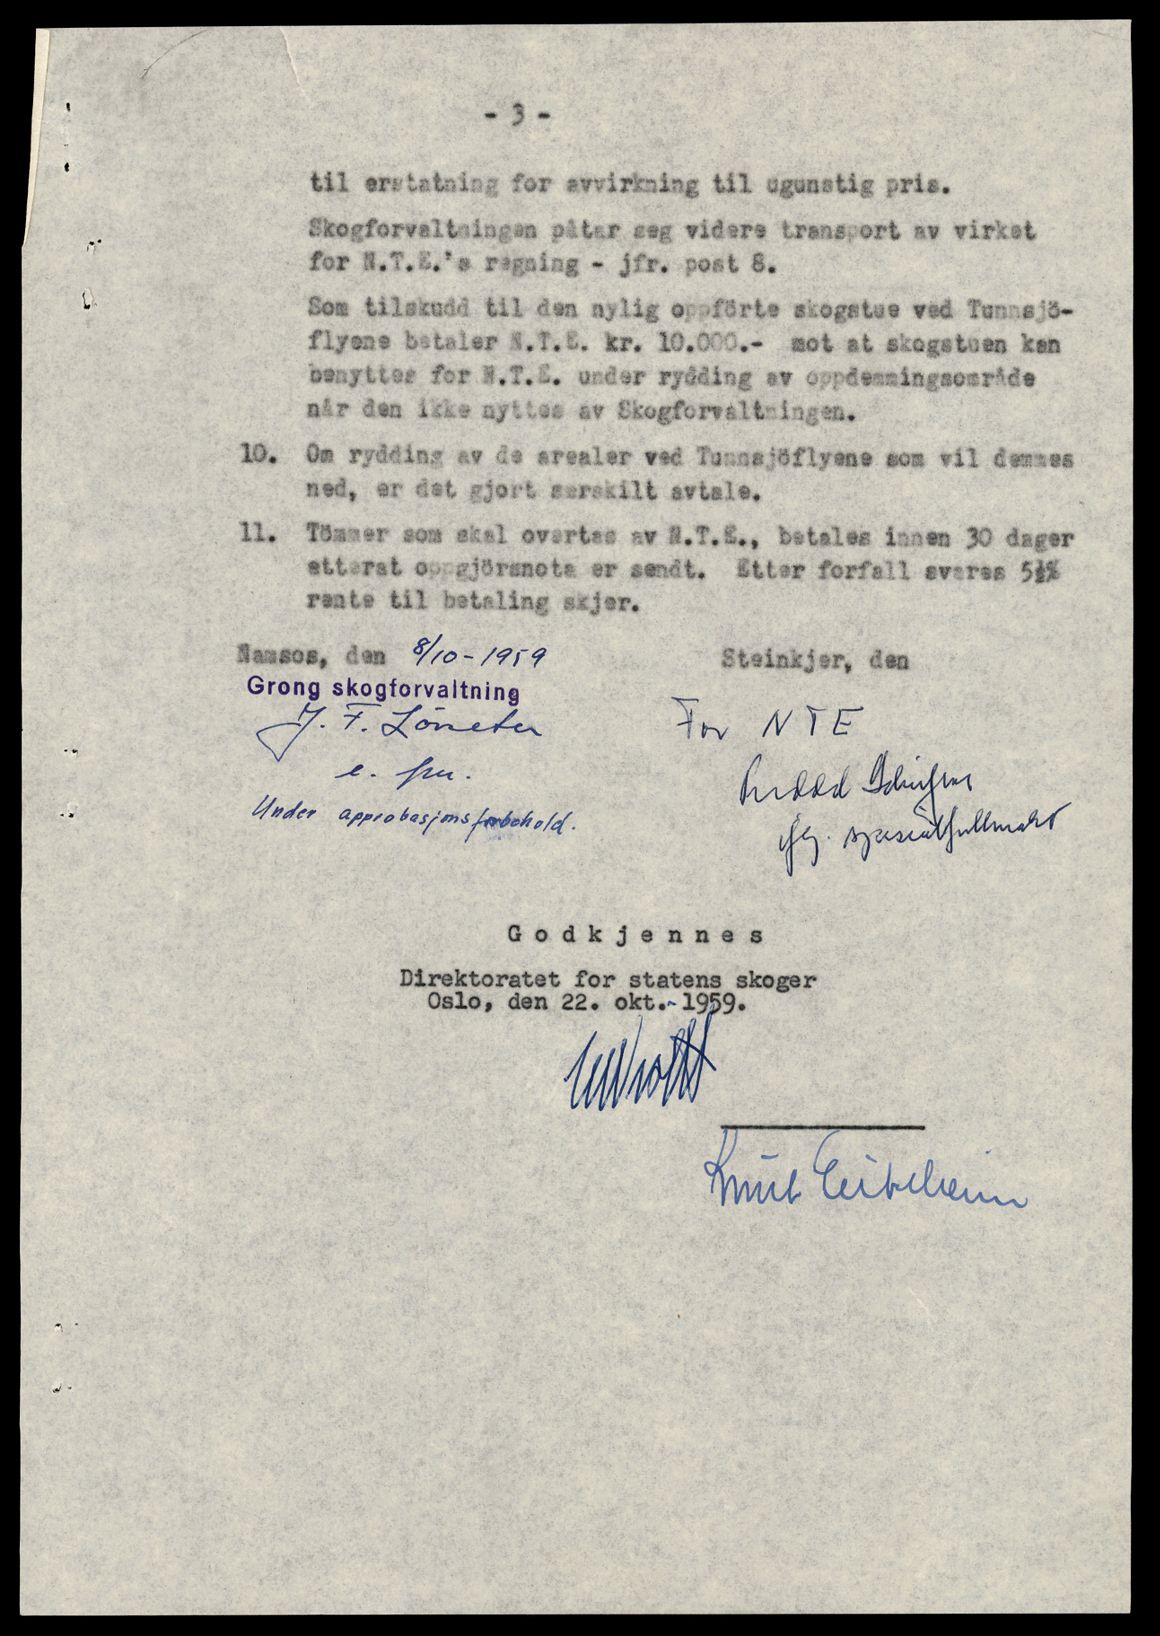 - 3 -
til erstatning for avvirkning til ugunstig pris.
Skogforvaltningen påtar seg videre transport av virket
for N.T.E.'s regning - jfr. post 8.
Som tilskudd til den nylig oppförte skogstue ved Tunnsjö-
flyene betaler N.T.E. kr. 10.000.- mot at skogstuen kan
benyttes for N.T.E. under rydding av oppdemmingsområde
når den ikke nyttes av Skogforvaltningen.
10. Om rydding av de arealer ved Tunnsjöflyene som vil demmes
ned, er det gjort særskilt avtale.
11. Tömmer som skal overtas av N.T.E., betales innen 30 dager
etterat oppgjörsnota er sendt. Etter forfall svares 5½%
rente til betaling skjer.
Namsos, den 8/10-1959 Steinkjer, den
Grong skogforvaltning
J. F. For NTE
e. fm.
Under approbasjonsforbehold.
spesialfullmakt
Godkjennes
Direktoratet for statens skoger
Oslo, den 22. okt.-1959.
Knut